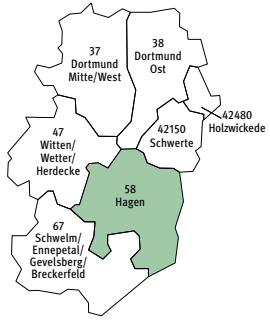 37
Dortmund
Mitte/West
38
Dortmund
Ost
42480
Holzwickede
42150
Schwerte
47
Witten/
Wetter/
Herdecke
58
Hagen
67
Schwelm/
Ennepetal/
Gevelsberg/
Breckerfeld